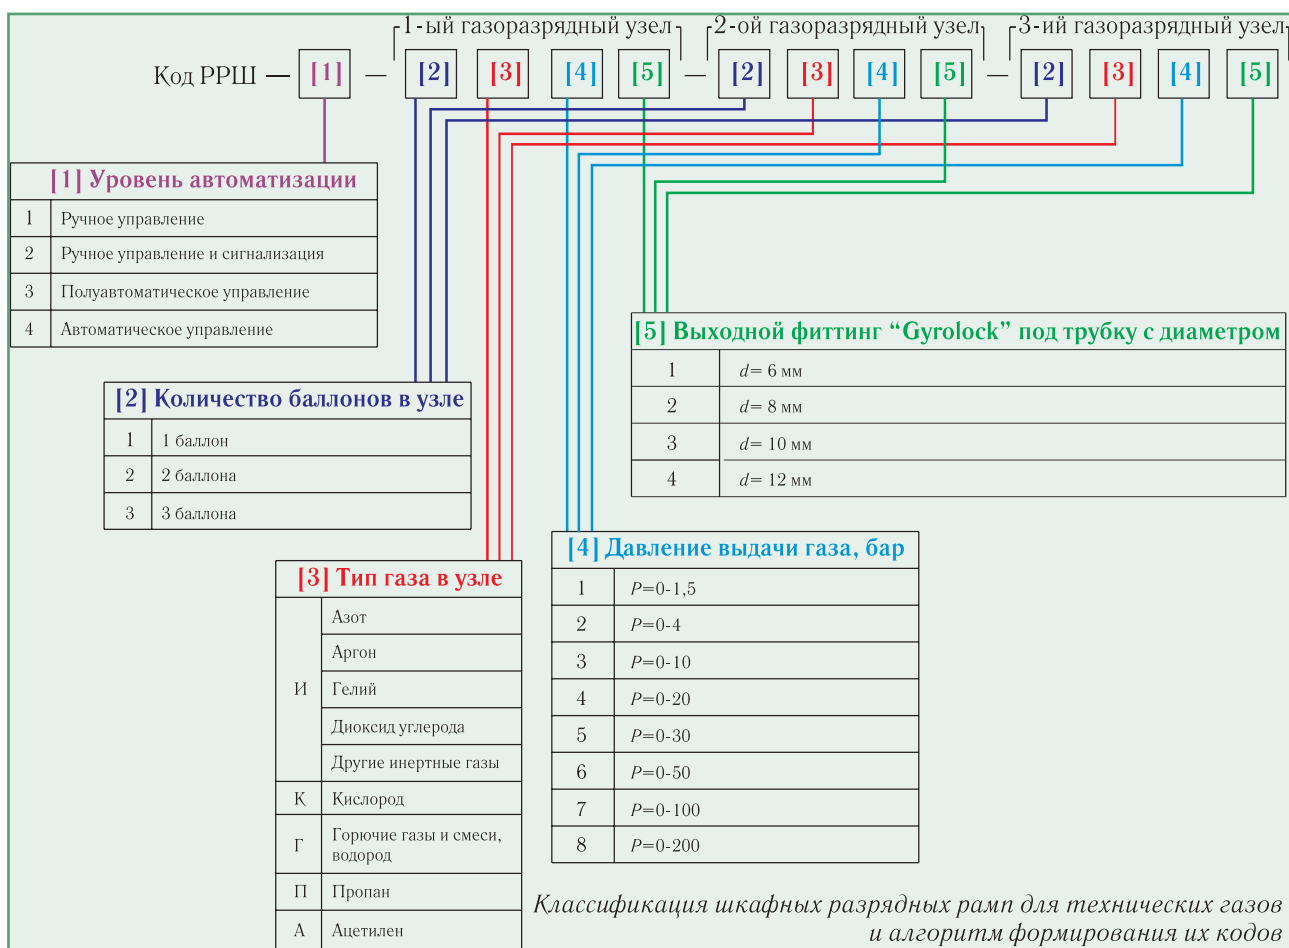 1-ый газоразрядный узел 2-ой газоразрядный узел 3-ий газоразрядный узел
Код РРШ — [1] — [2] [3] [4] [5] — [2] [3] [4] [5] — [2] [3] [4] [5]
[1] Уровень автоматизации
1 Ручное управление
2 Ручное управление и сигнализация
3 Полуавтоматическое управление
4 Автоматическое управление
[5] Выходной фиттинг “Gyrolock” под трубку с диаметром
1 d= 6 мм
2 d= 8 мм
3 d= 10 мм
4 d= 12 мм
[2] Количество баллонов в узле
1 1 баллон
2 2 баллона
3 3 баллона
[4] Давление выдачи газа, бар
1 P=0-1,5
2 P=0-4
3 P=0-10
4 P=0-20
5 P=0-30
6 P=0-50
7 P=0-100
8 P=0-200
[3] Тип газа в узле
И Азот
Аргон
Гелий
Диоксид углерода
Другие инертные газы
К Кислород
Г Горючие газы и смеси,
водород
П Пропан
А Ацетилен
Классификация шкафных разрядных рамп для технических газов
и алгоритм формирования их кодов